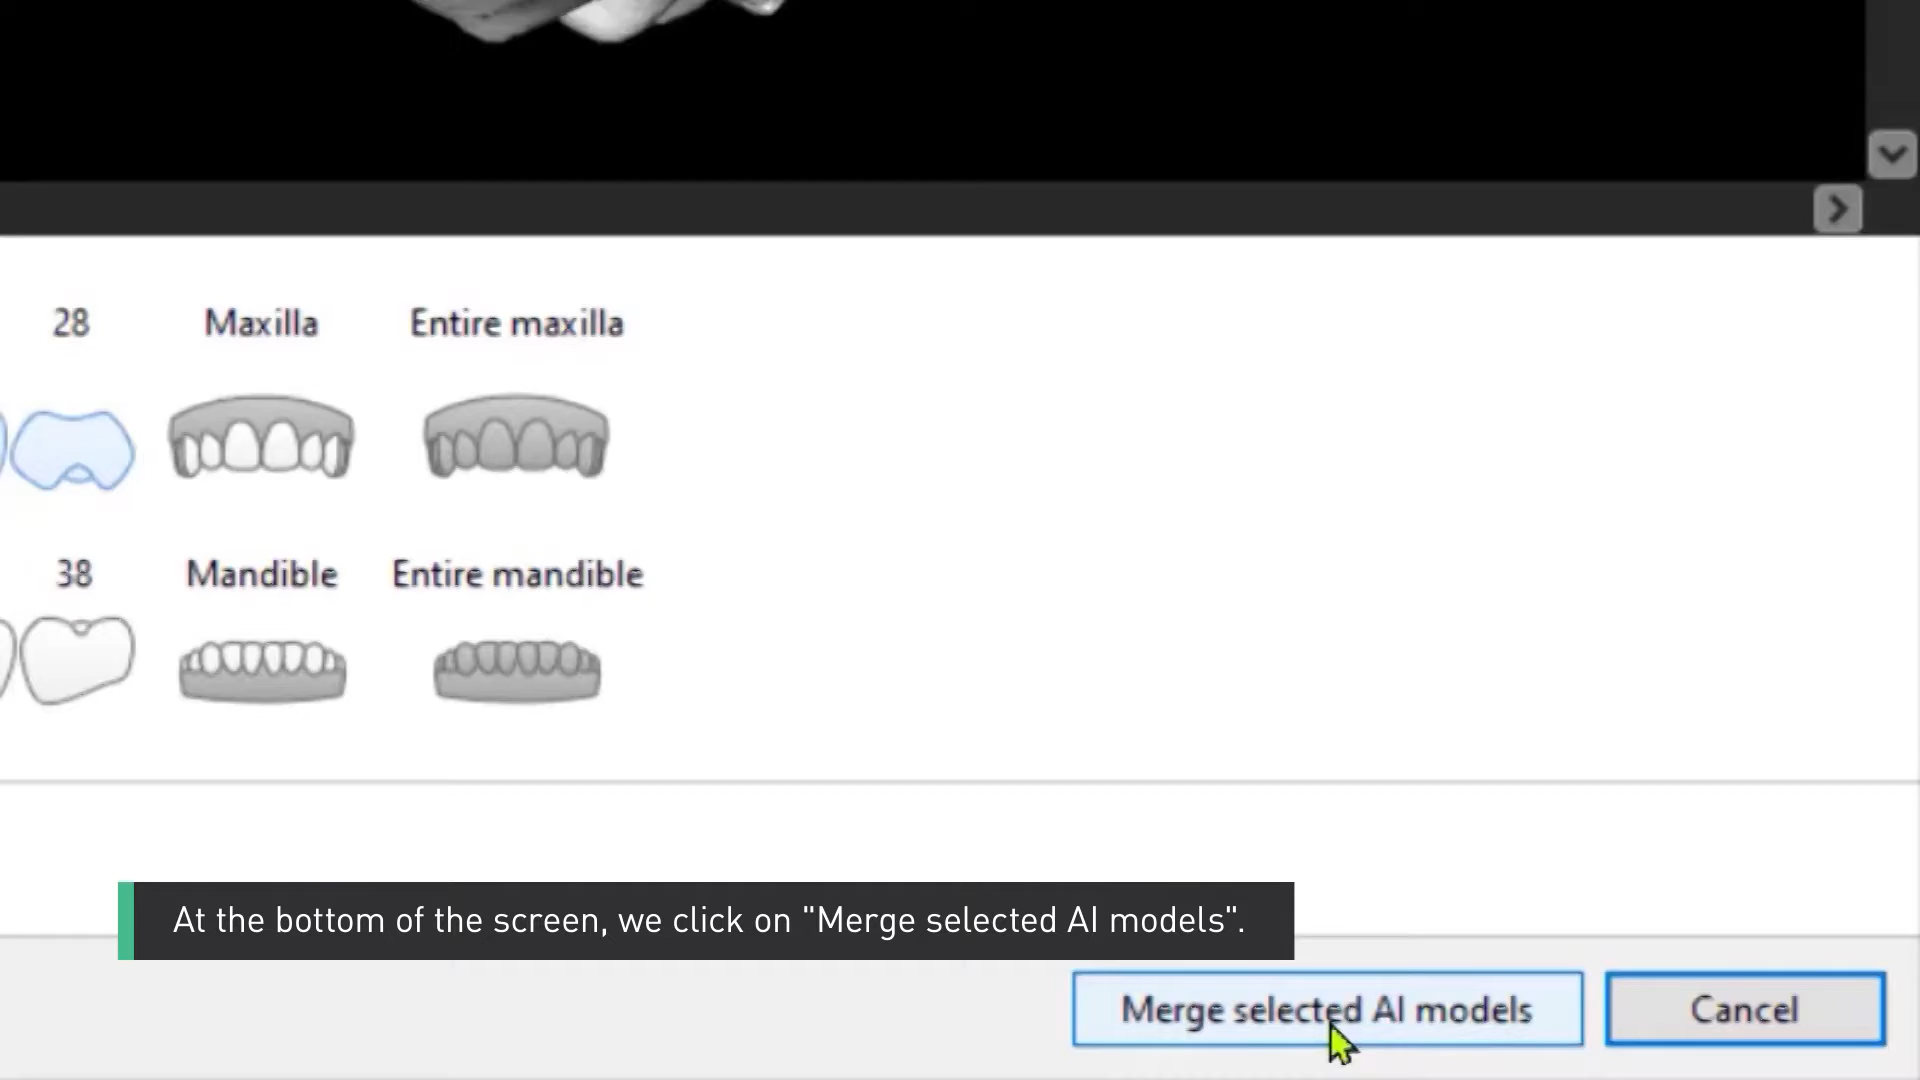 28 Maxilla Entire maxilla
38 Mandible Entire mandible
At the bottom of the screen, we click on "Merge selected AI models".
Merge selected AI models Cancel